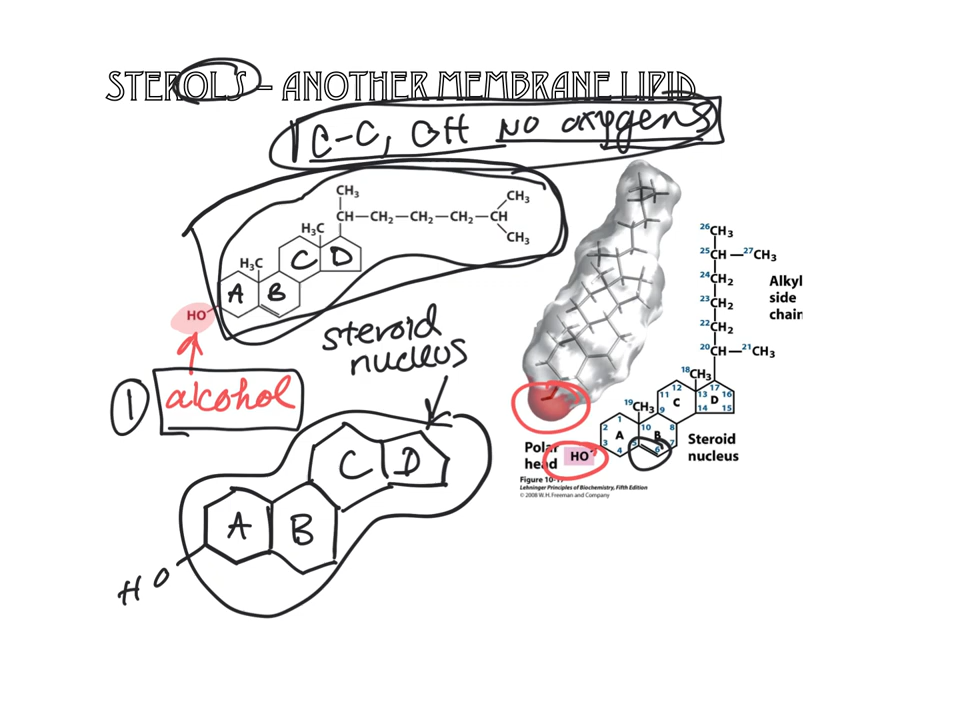 STEROLS – ANOTHER MEMBRANE LIPID
C-C, CH NO oxygens
CH₃
CH₃
CH—CH₂—CH₂—CH₂—CH
CH₃
H₃C
H₃C
A B C D
HO
steroid
nucleus
① alcohol
A B C D
HO
²⁶CH₃
²⁵CH—²⁷CH₃
²⁴CH₂
²³CH₂
²²CH₂
²⁰CH—²¹CH₃
Alkyl
side
chain
¹⁸CH₃
12 17
11 13 16
C D
9 14 15
¹⁹CH₃
1
2 10 8
A B
3 5 7
4 6
HO
Polar
head
Steroid
nucleus
Figure 10-17
Lehninger Principles of Biochemistry, Fifth Edition
© 2008 W.H. Freeman and Company